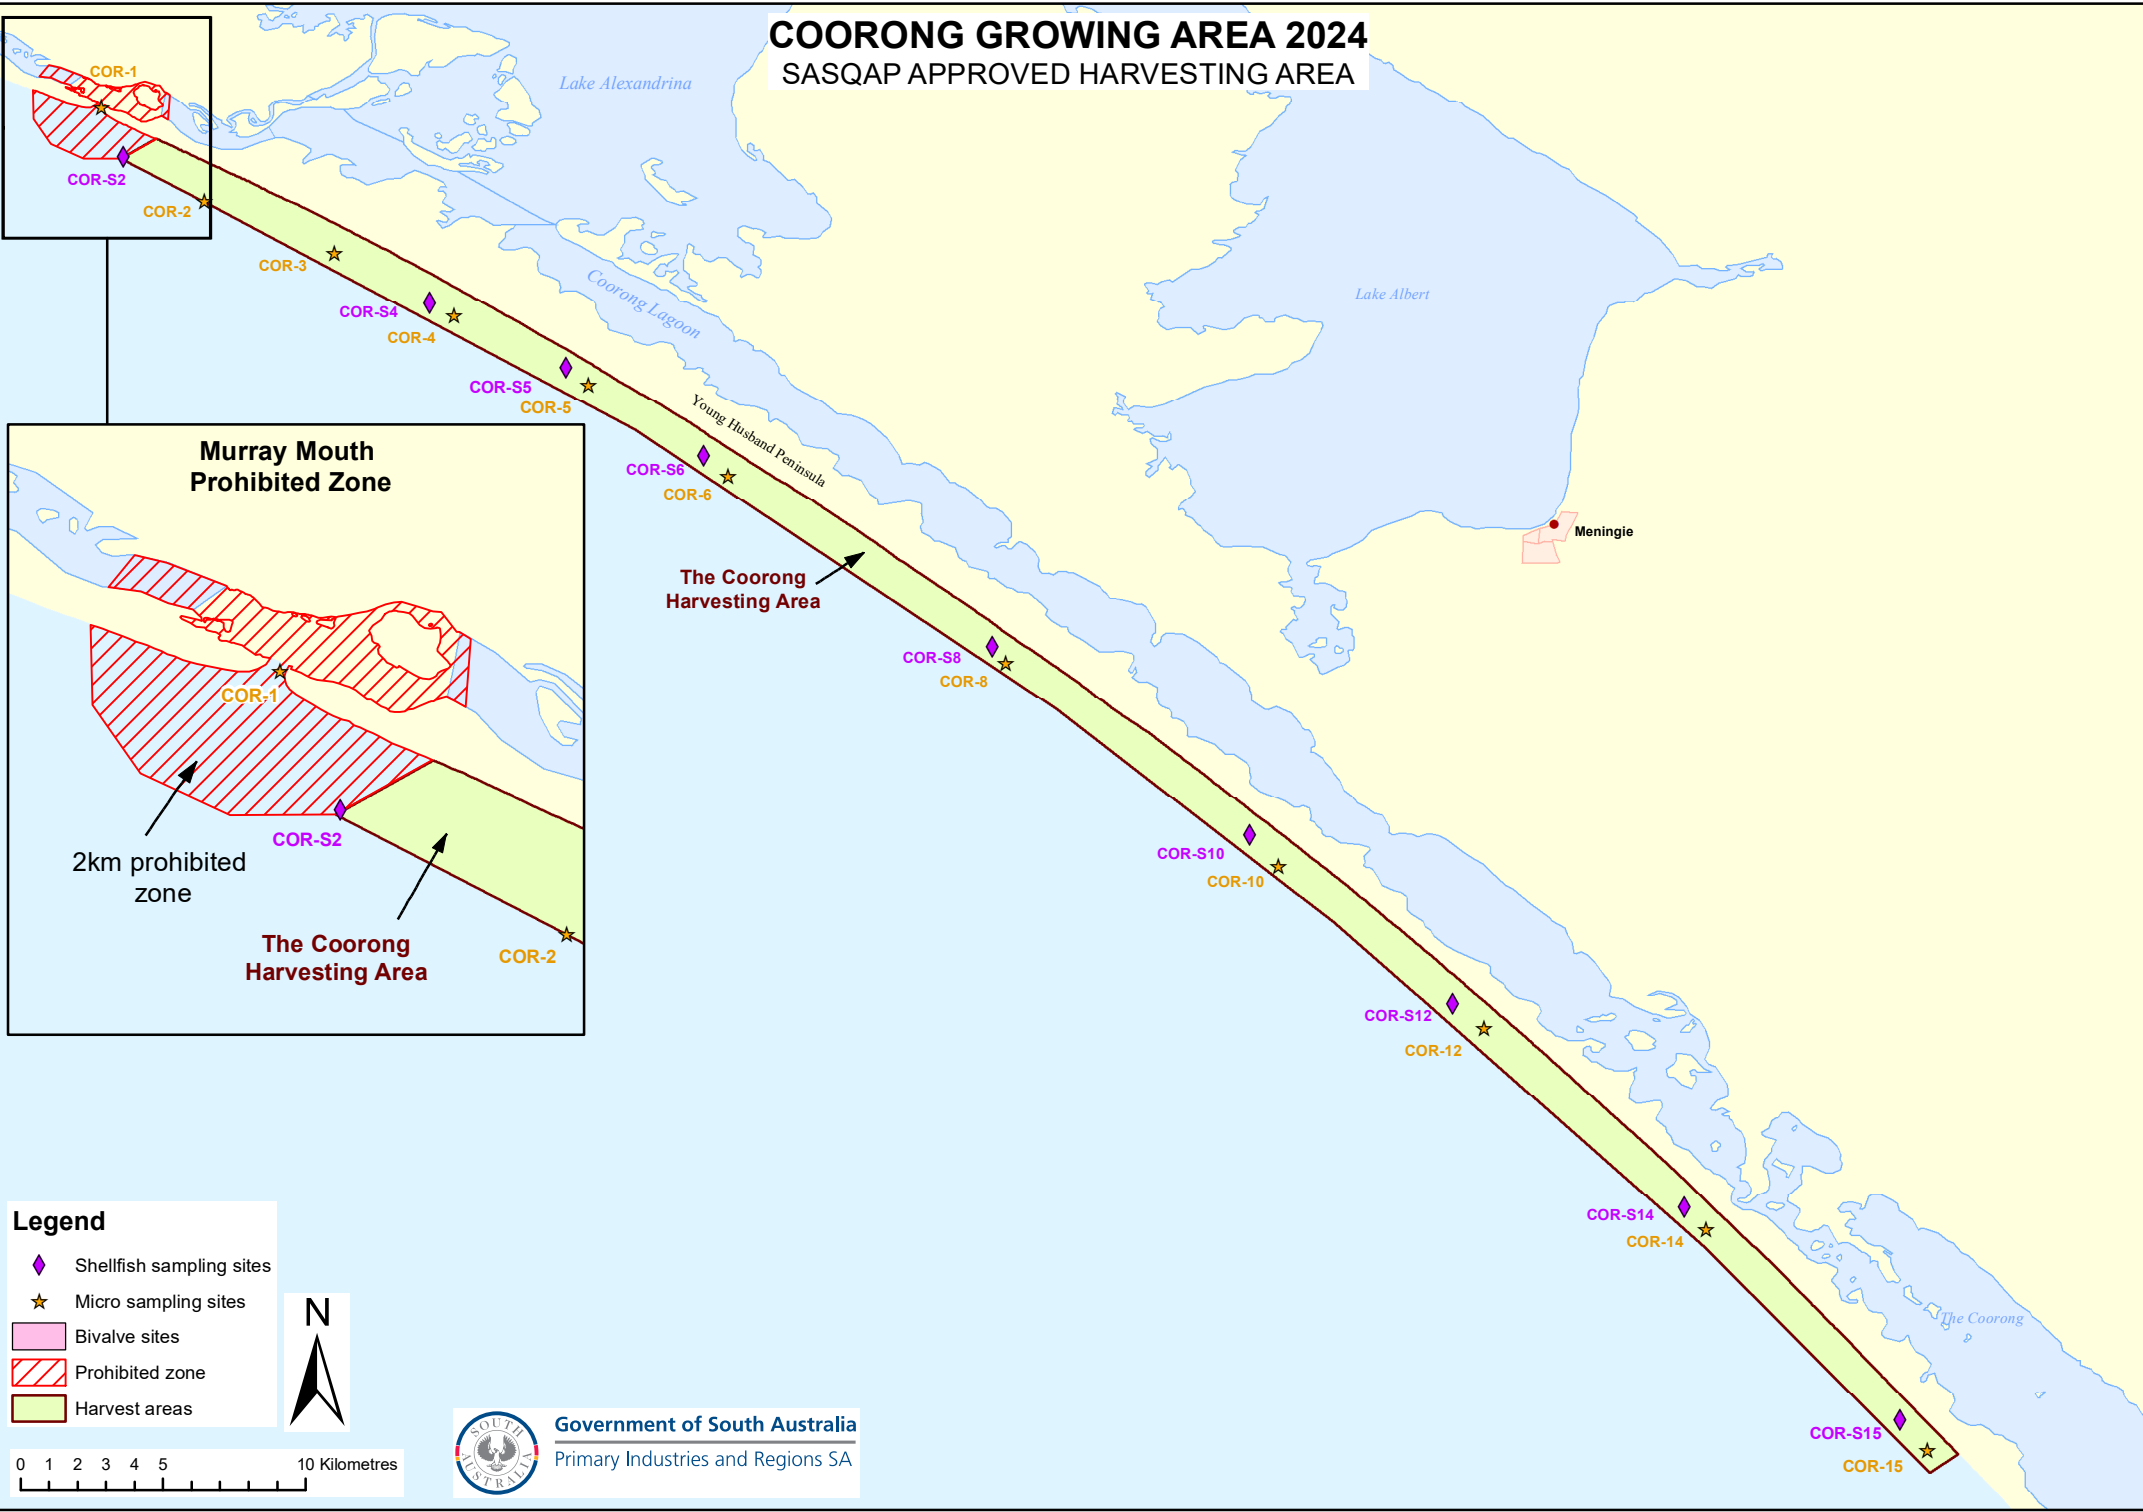 COORONG GROWING AREA 2024
SASQAP APPROVED HARVESTING AREA
Lake Alexandrina
COR-1
COR-S2
COR-2
COR-3
COR-S4
COR-4
Coorong Lagoon
Lake Albert
COR-S5
COR-5
Young Husband Peninsula
COR-S6
COR-6
Meningie
The Coorong
Harvesting Area
COR-S8
COR-8
COR-S10
COR-10
COR-S12
COR-12
COR-S14
COR-14
The Coorong
COR-S15
COR-15
Murray Mouth
Prohibited Zone
COR-1
COR-S2
2km prohibited
zone
The Coorong
Harvesting Area
COR-2
Legend
Shellfish sampling sites
Micro sampling sites
Bivalve sites
Prohibited zone
Harvest areas
N
0 1 2 3 4 5 10 Kilometres
SOUTH AUSTRALIA
Government of South Australia
Primary Industries and Regions SA